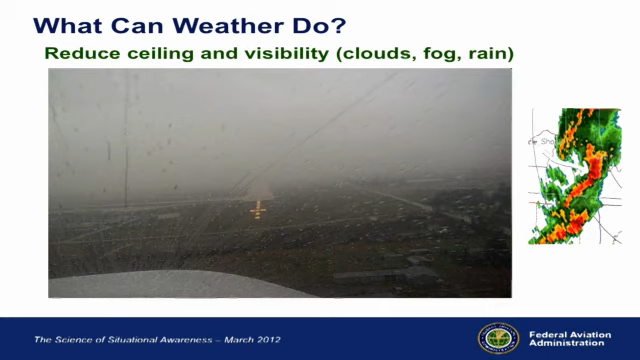 What Can Weather Do?
Reduce ceiling and visibility (clouds, fog, rain)
The Science of Situational Awareness – March 2012
Federal Aviation
Administration